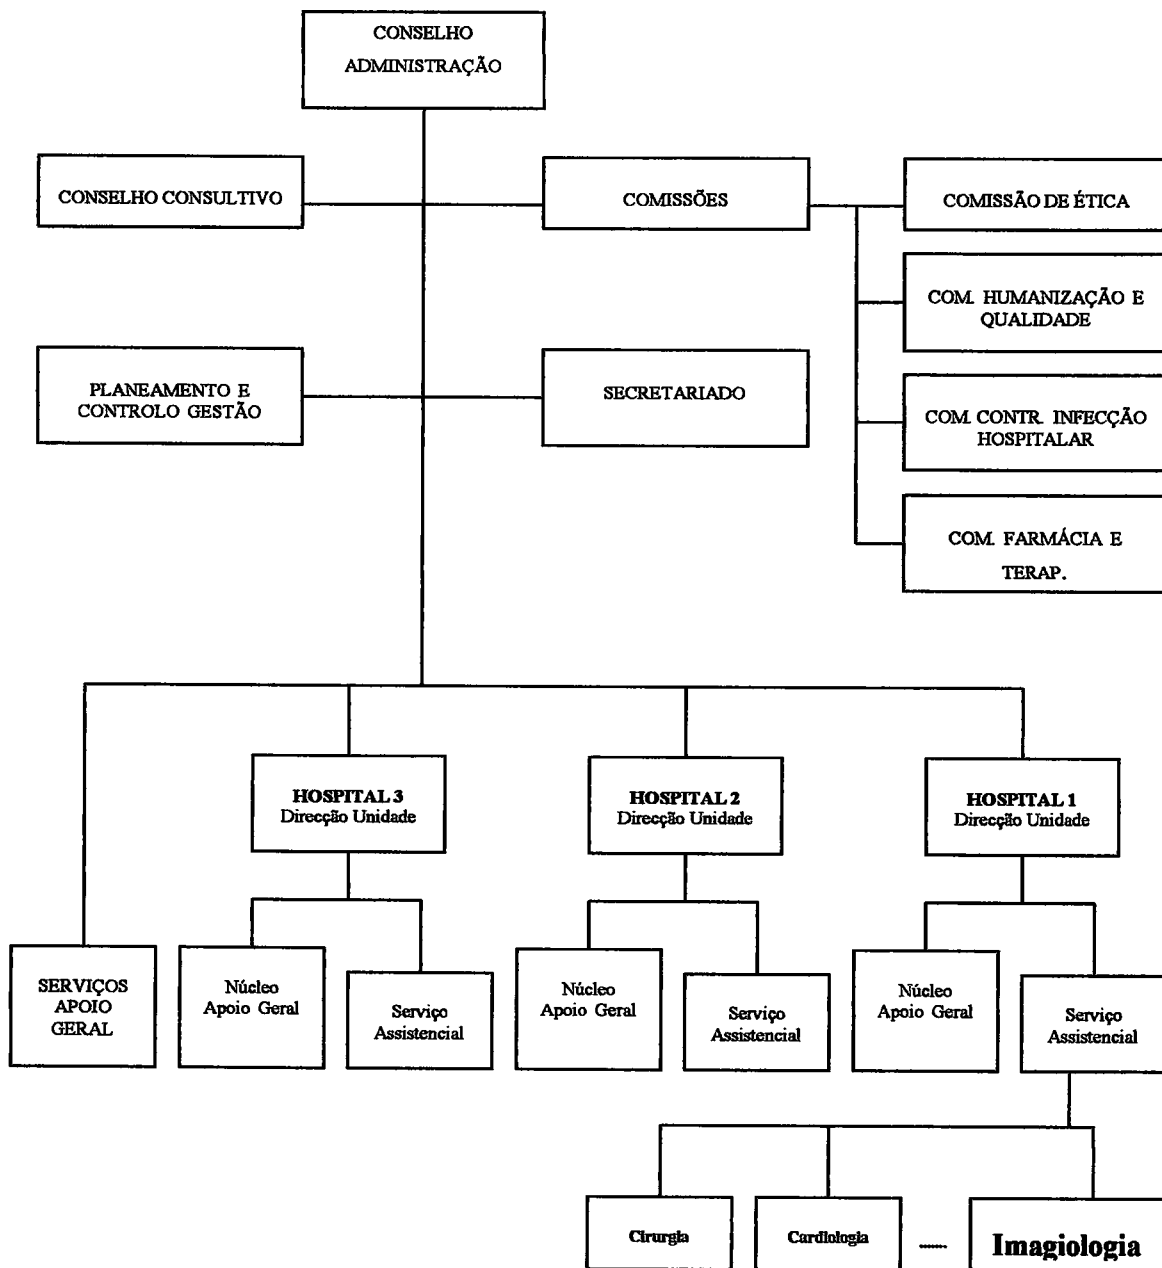 CONSELHO
ADMINISTRAÇÃO
CONSELHO CONSULTIVO
COMISSÕES
COMISSÃO DE ÉTICA
COM. HUMANIZAÇÃO E
QUALIDADE
PLANEAMENTO E
CONTROLO GESTÃO
SECRETARIADO
COM. CONTR. INFECÇÃO
HOSPITALAR
COM. FARMÁCIA E
TERAP.
HOSPITAL 3
Direcção Unidade
HOSPITAL 2
Direcção Unidade
HOSPITAL 1
Direcção Unidade
SERVIÇOS
APOIO
GERAL
Núcleo
Apoio Geral
Serviço
Assistencial
Núcleo
Apoio Geral
Serviço
Assistencial
Núcleo
Apoio Geral
Serviço
Assistencial
Cirurgia
Cardiologia
......
Imagiologia